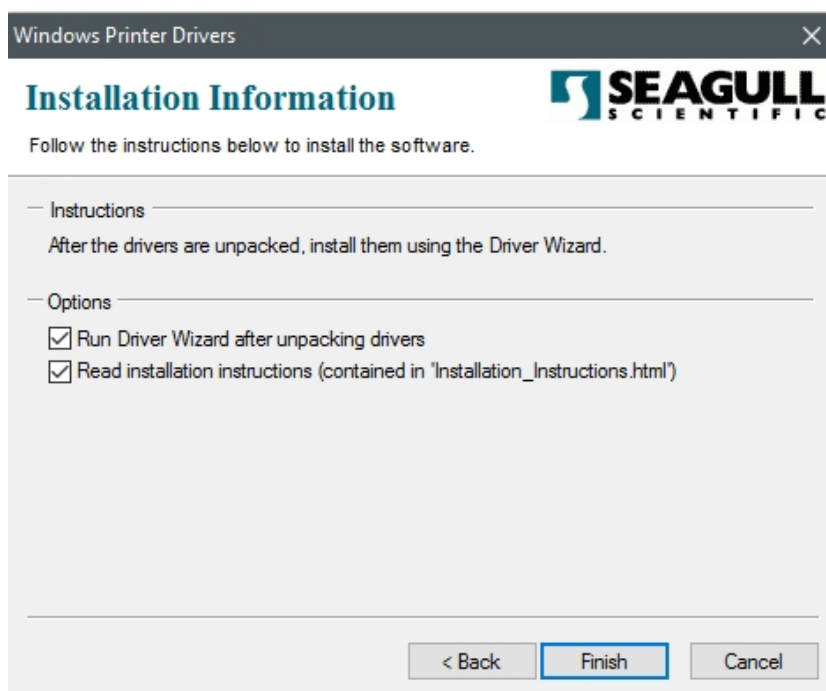 Windows Printer Drivers
Installation Information
SEAGULL
SCIENTIFIC
Follow the instructions below to install the software.
Instructions
After the drivers are unpacked, install them using the Driver Wizard.
Options
Run Driver Wizard after unpacking drivers
Read installation instructions (contained in 'Installation_Instructions.html')
< Back
Finish
Cancel